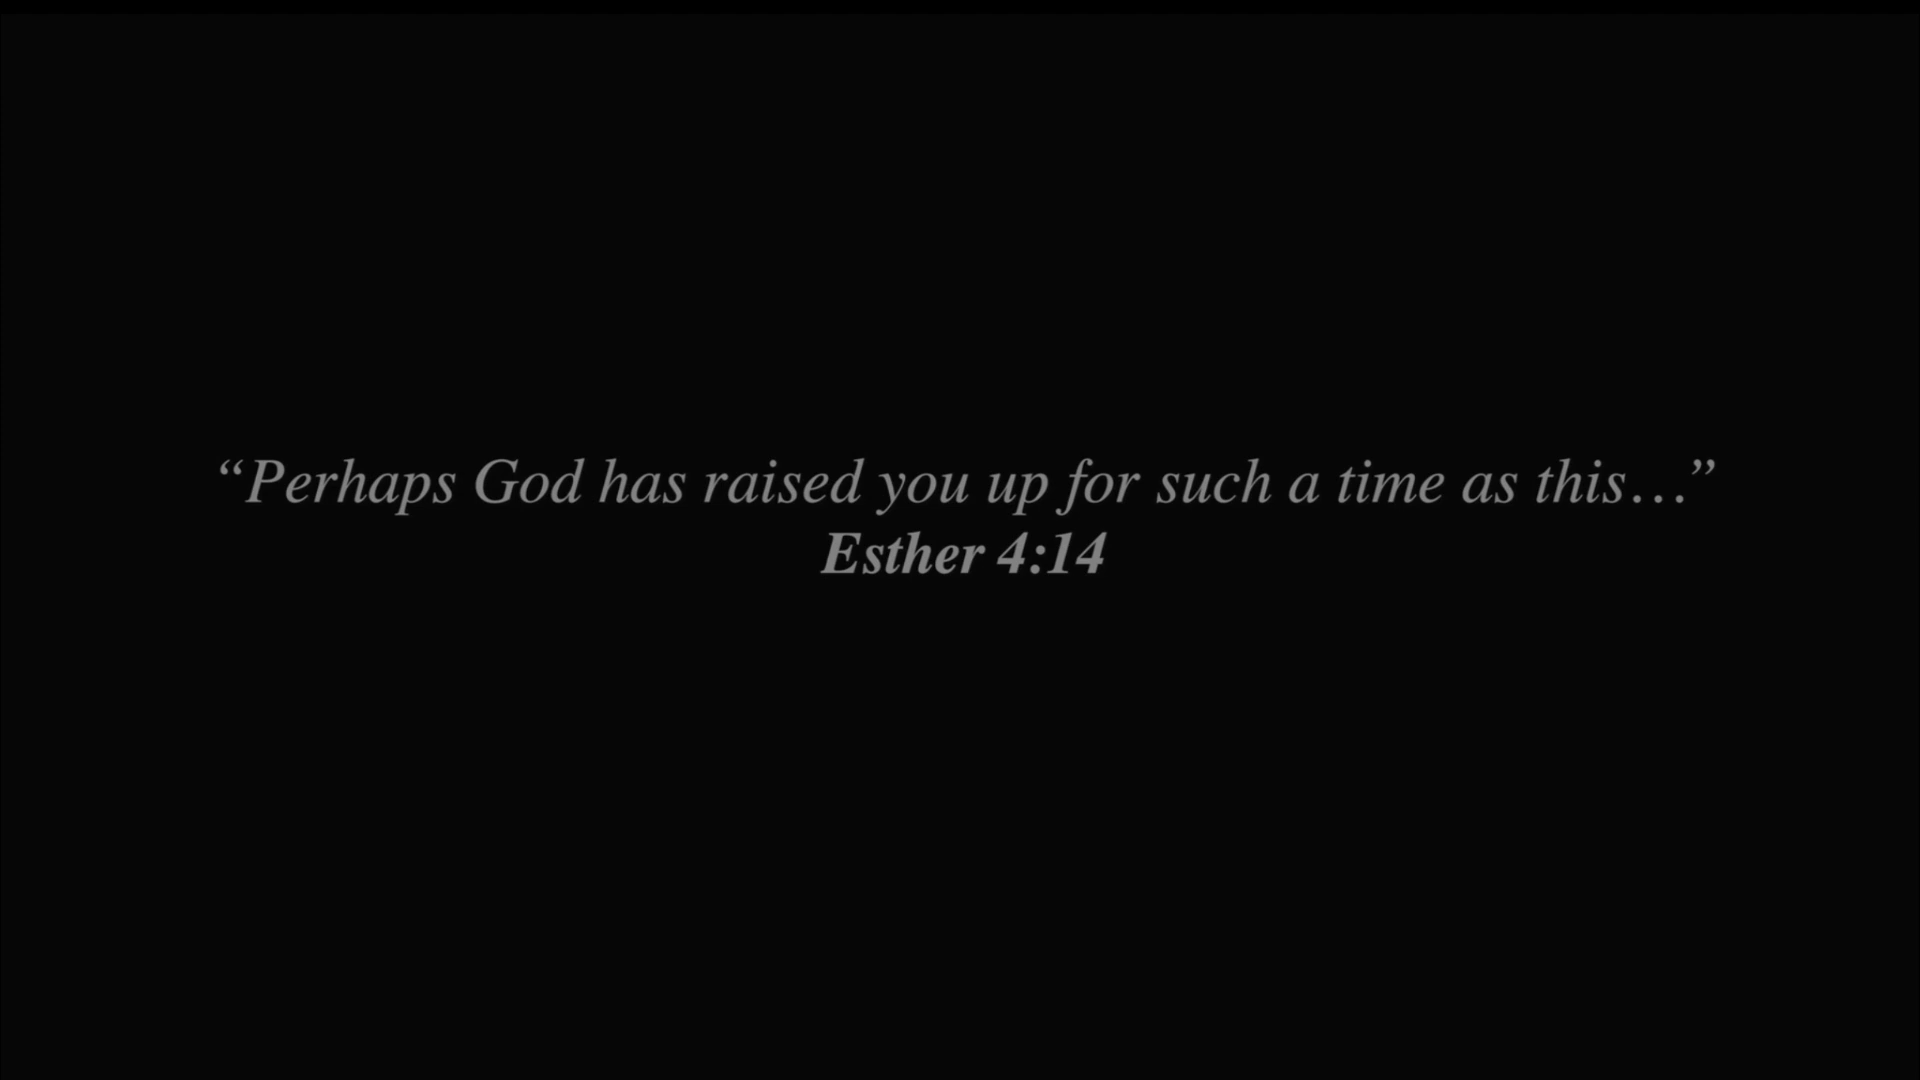 “Perhaps God has raised you up for such a time as this…”
Esther 4:14